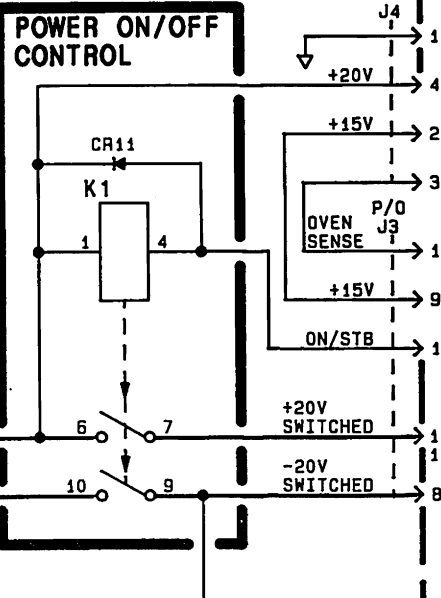 POWER ON/OFF
CONTROL
J4
1
+20V
4
+15V
2
CR11
3
K1
P/O
J3
OVEN
SENSE
1
4
1
+15V
9
ON/STB
1
+20V
SWITCHED
6
7
1
1
-20V
SWITCHED
10
9
8